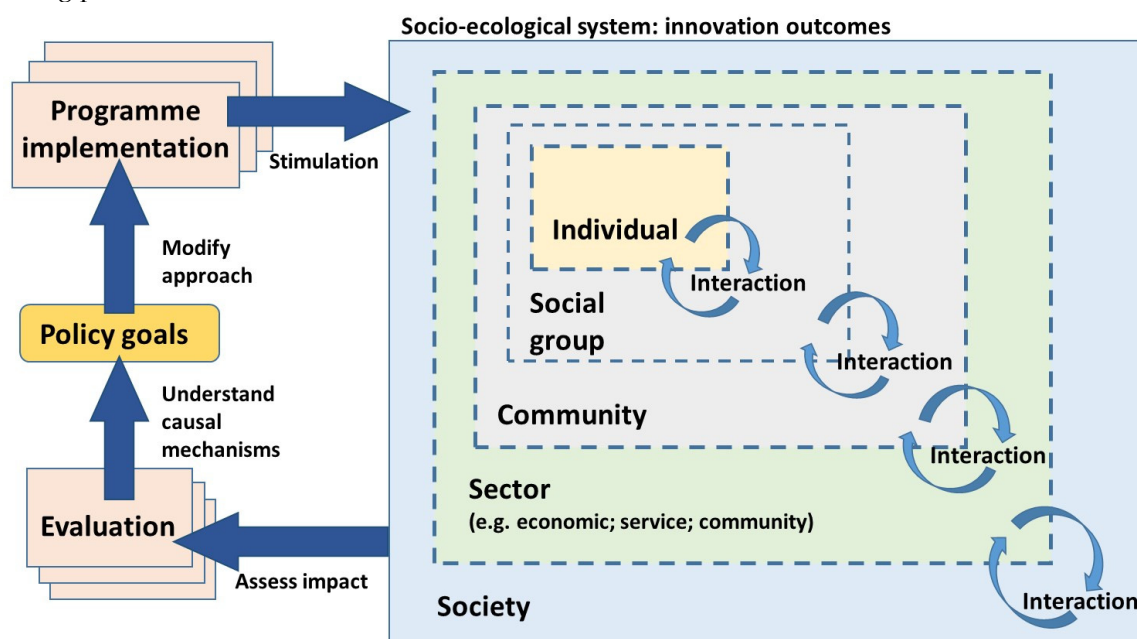 Socio-ecological system: innovation outcomes
Programme
implementation
Stimulation
Modify
approach
Policy goals
Understand
causal
mechanisms
Evaluation
Assess impact
Individual
Interaction
Social
group
Interaction
Community
Interaction
Sector
(e.g. economic; service; community)
Interaction
Society